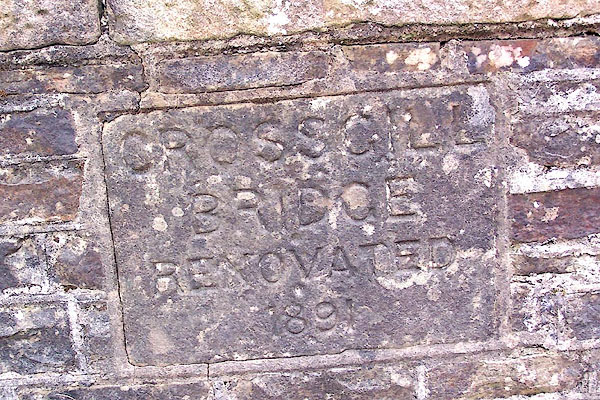 CROSSGILL
BRIDGE
RENOVATED
1891